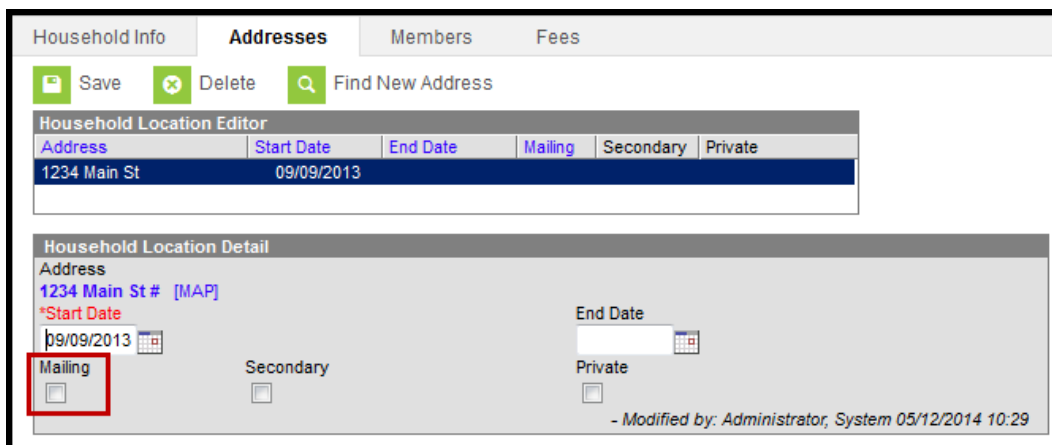 Household Info Addresses Members Fees
Save Delete Find New Address
Household Location Editor
Address Start Date End Date Mailing Secondary Private
1234 Main St 09/09/2013
Household Location Detail
Address
1234 Main St # [MAP]
*Start Date End Date
09/09/2013
Mailing Secondary Private
- Modified by: Administrator, System 05/12/2014 10:29